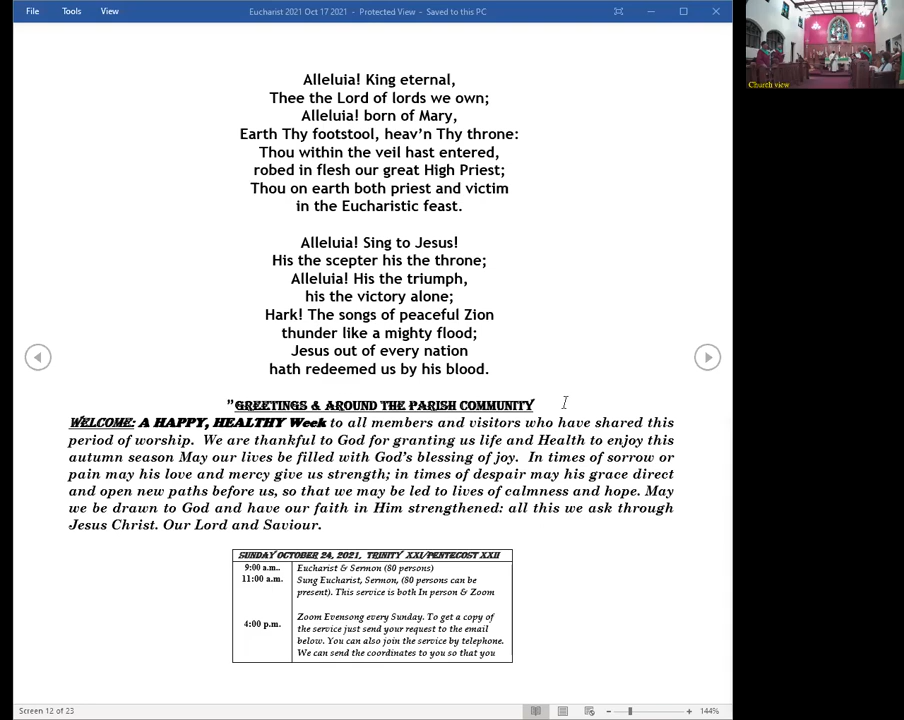 File Tools View Eucharist 2021 Oct 17 2021 - Protected View - Saved to this PC
Church view
Alleluia! King eternal,
Thee the Lord of lords we own;
Alleluia! born of Mary,
Earth Thy footstool, heav'n Thy throne:
Thou within the veil hast entered,
robed in flesh our great High Priest;
Thou on earth both priest and victim
in the Eucharistic feast.
Alleluia! Sing to Jesus!
His the scepter his the throne;
Alleluia! His the triumph,
his the victory alone;
Hark! The songs of peaceful Zion
thunder like a mighty flood;
Jesus out of every nation
hath redeemed us by his blood.
”GREETINGS & AROUND THE PARISH COMMUNITY
WELCOME: A HAPPY, HEALTHY Week to all members and visitors who have shared this
period of worship. We are thankful to God for granting us life and Health to enjoy this
autumn season May our lives be filled with God's blessing of joy. In times of sorrow or
pain may his love and mercy give us strength; in times of despair may his grace direct
and open new paths before us, so that we may be led to lives of calmness and hope. May
we be drawn to God and have our faith in Him strengthened: all this we ask through
Jesus Christ. Our Lord and Saviour.
SUNDAY OCTOBER 24, 2021, TRINITY XXI/PENTECOST XXII
9:00 a.m.. Eucharist & Sermon (80 persons)
11:00 a.m. Sung Eucharist, Sermon, (80 persons can be
present). This service is both In person & Zoom
Zoom Evensong every Sunday. To get a copy of
4:00 p.m. the service just send your request to the email
below. You can also join the service by telephone.
We can send the coordinates to you so that you
Screen 12 of 23 144%